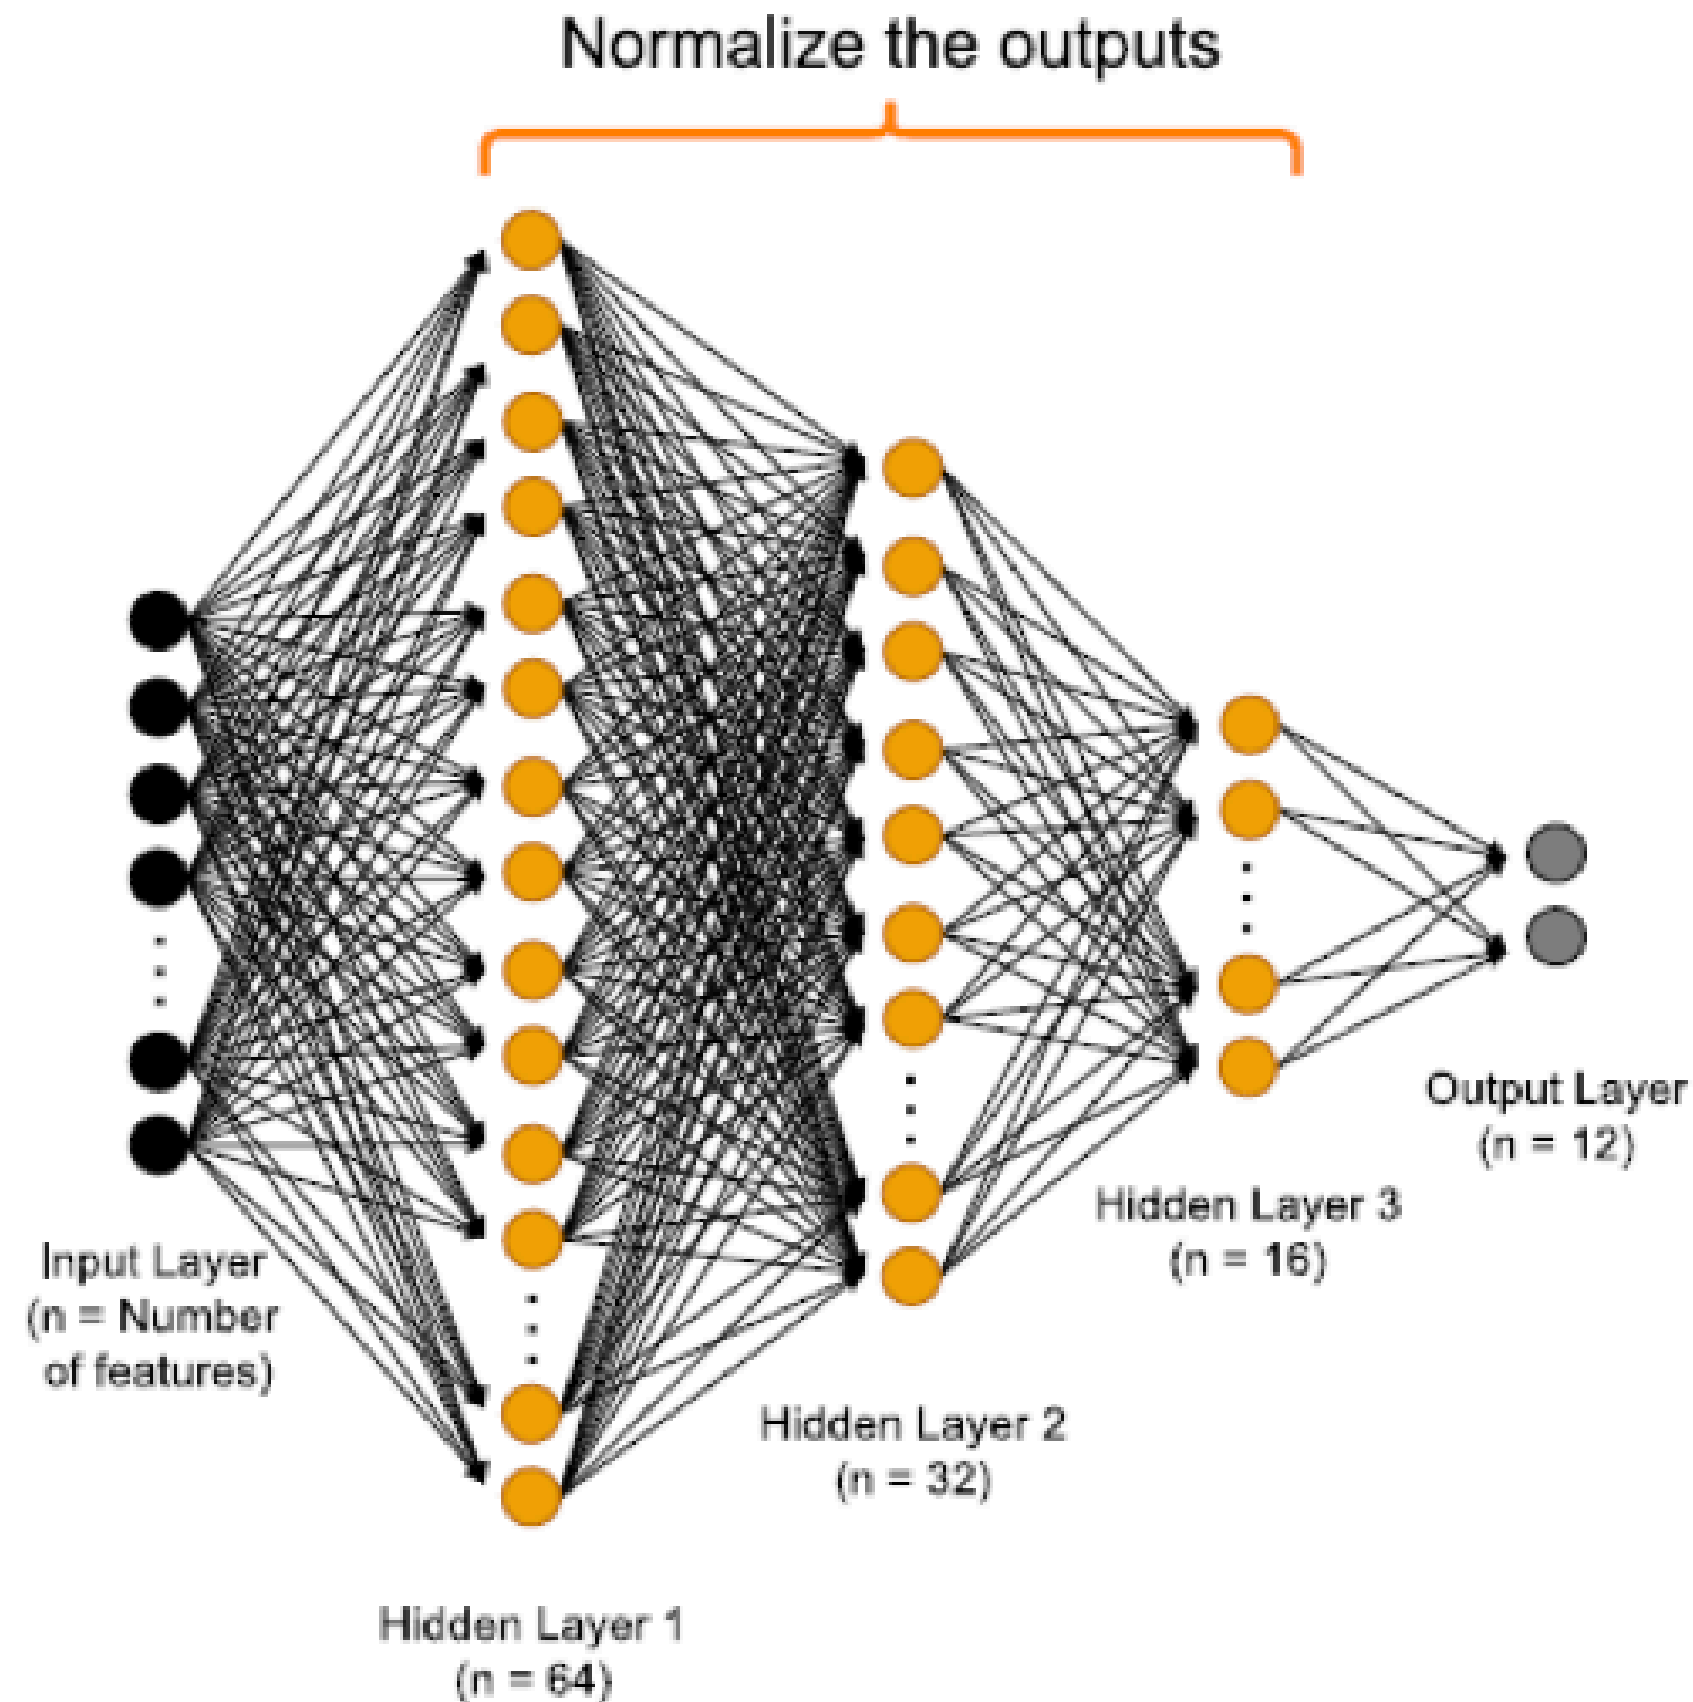 Normalize the outputs
Input Layer
(n = Number
of features)
Hidden Layer 1
(n = 64)
Hidden Layer 2
(n = 32)
Hidden Layer 3
(n = 16)
Output Layer
(n = 12)